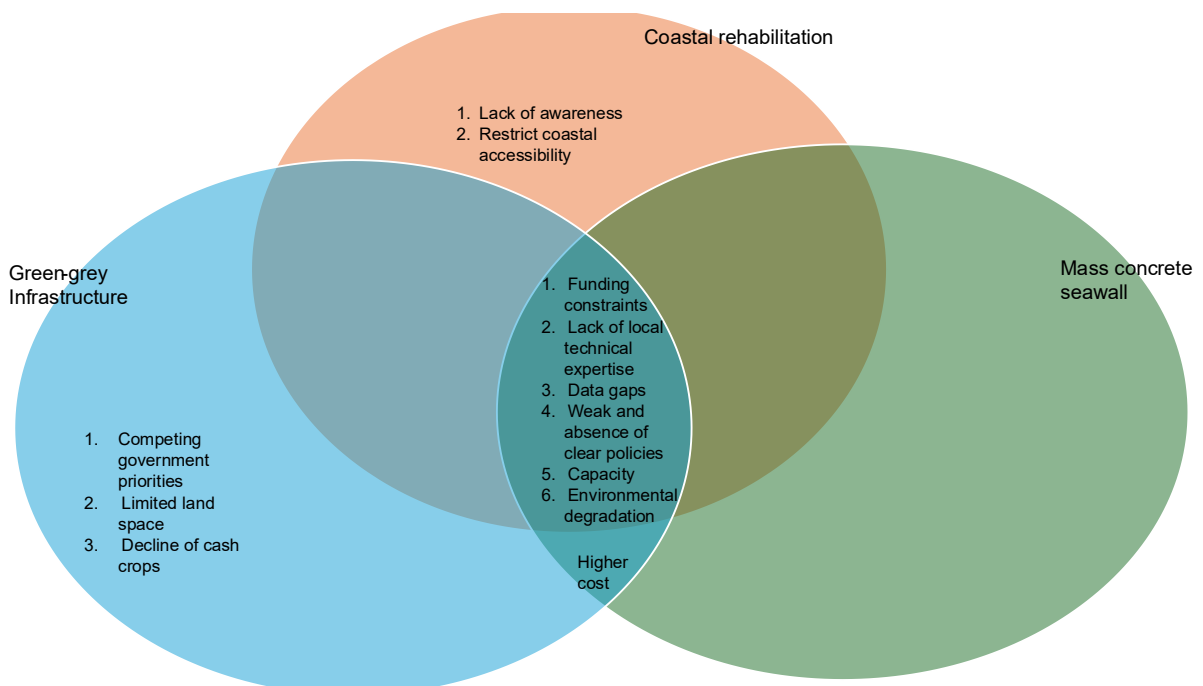 Coastal rehabilitation
1. Lack of awareness
2. Restrict coastal
accessibility
Green-grey
Infrastructure
Mass concrete
seawall
1. Funding
constraints
2. Lack of local
technical
expertise
3. Data gaps
4. Weak and
absence of
clear policies
5. Capacity
6. Environmental
degradation
1. Competing
government
priorities
2. Limited land
space
3. Decline of cash
crops
Higher
cost